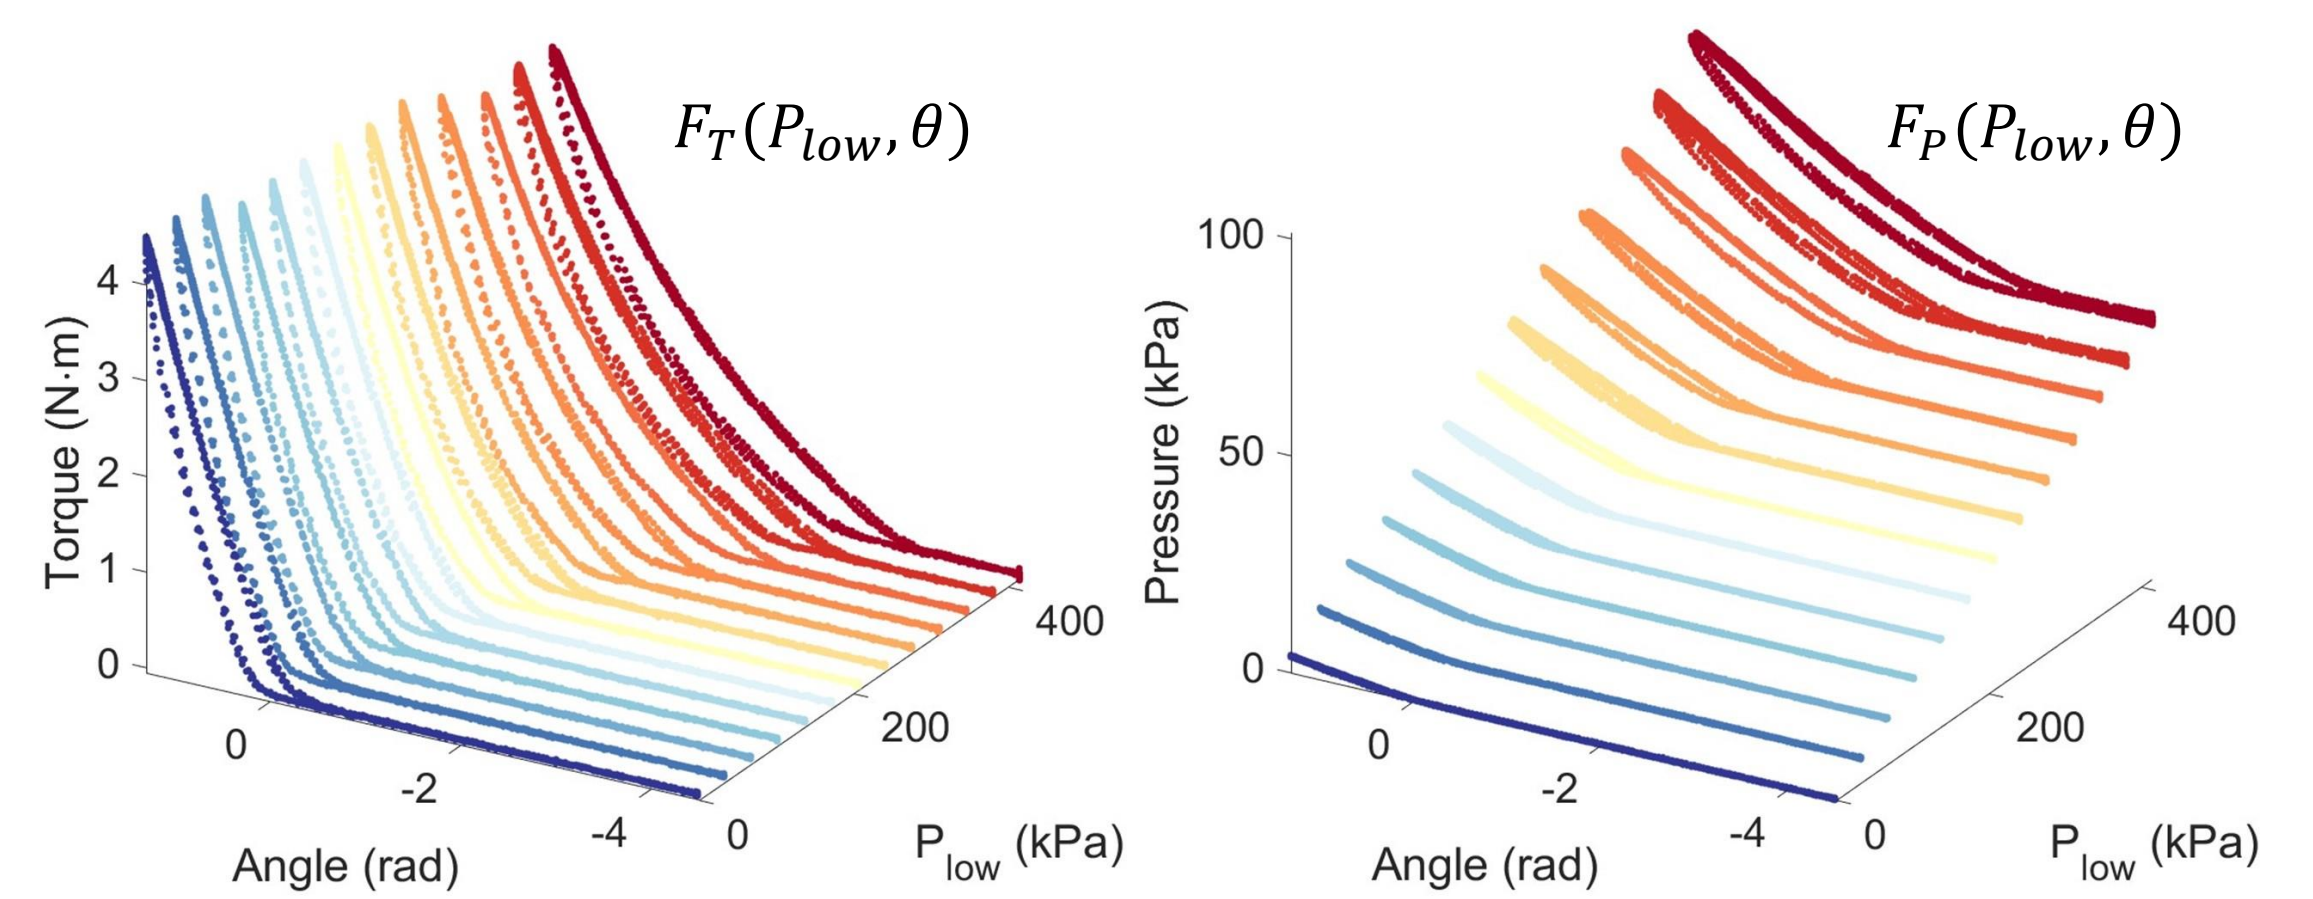 F_T(P_low, θ)
4
3
2
1
0
Torque (N·m)
0
-2
-4
Angle (rad)
0
200
400
P_low (kPa)
F_P(P_low, θ)
100
50
0
Pressure (kPa)
0
-2
-4
Angle (rad)
0
200
400
P_low (kPa)